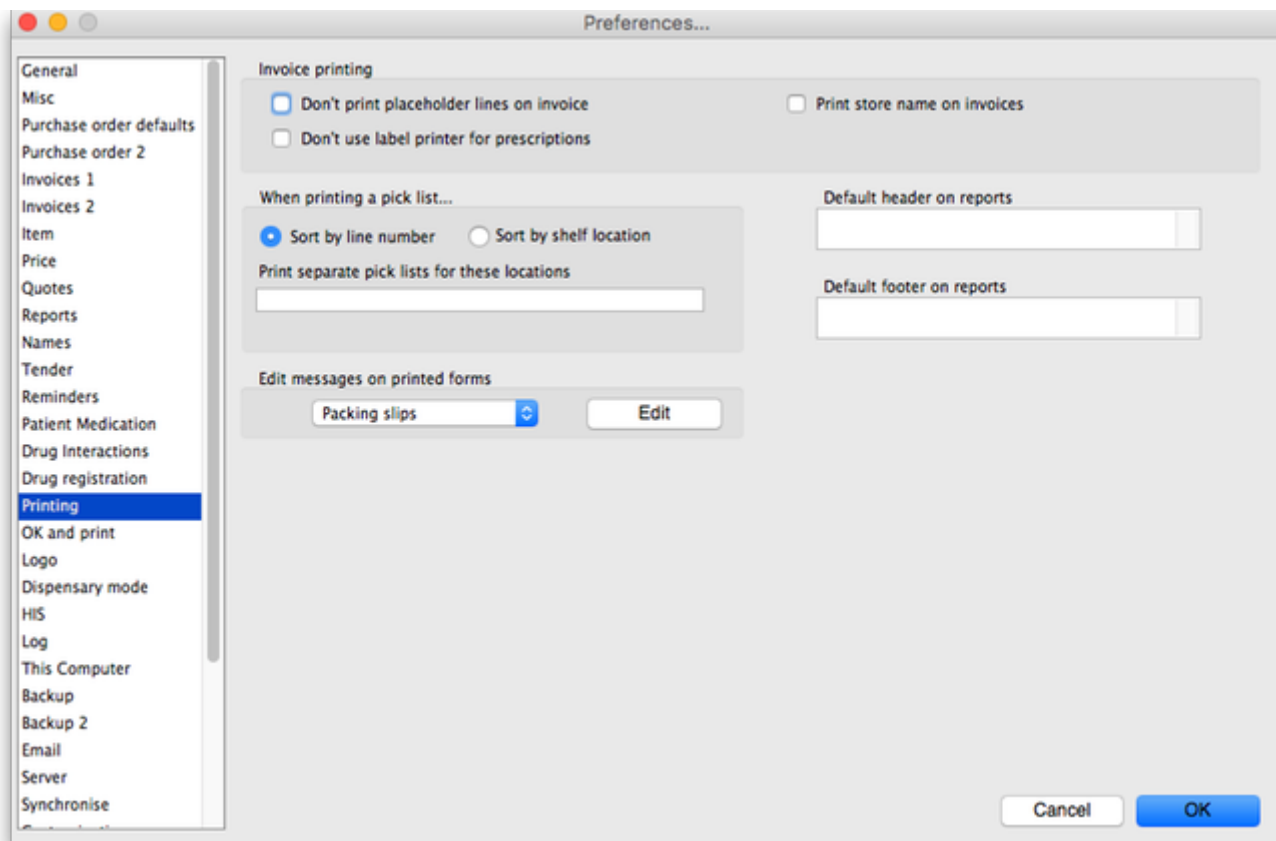 Preferences...
General
Misc
Purchase order defaults
Purchase order 2
Invoices 1
Invoices 2
Item
Price
Quotes
Reports
Names
Tender
Reminders
Patient Medication
Drug Interactions
Drug registration
Printing
OK and print
Logo
Dispensary mode
HIS
Log
This Computer
Backup
Backup 2
Email
Server
Synchronise
Invoice printing
Don't print placeholder lines on invoice
Print store name on invoices
Don't use label printer for prescriptions
When printing a pick list...
Sort by line number
Sort by shelf location
Print separate pick lists for these locations
Default header on reports
Default footer on reports
Edit messages on printed forms
Packing slips
Edit
Cancel
OK